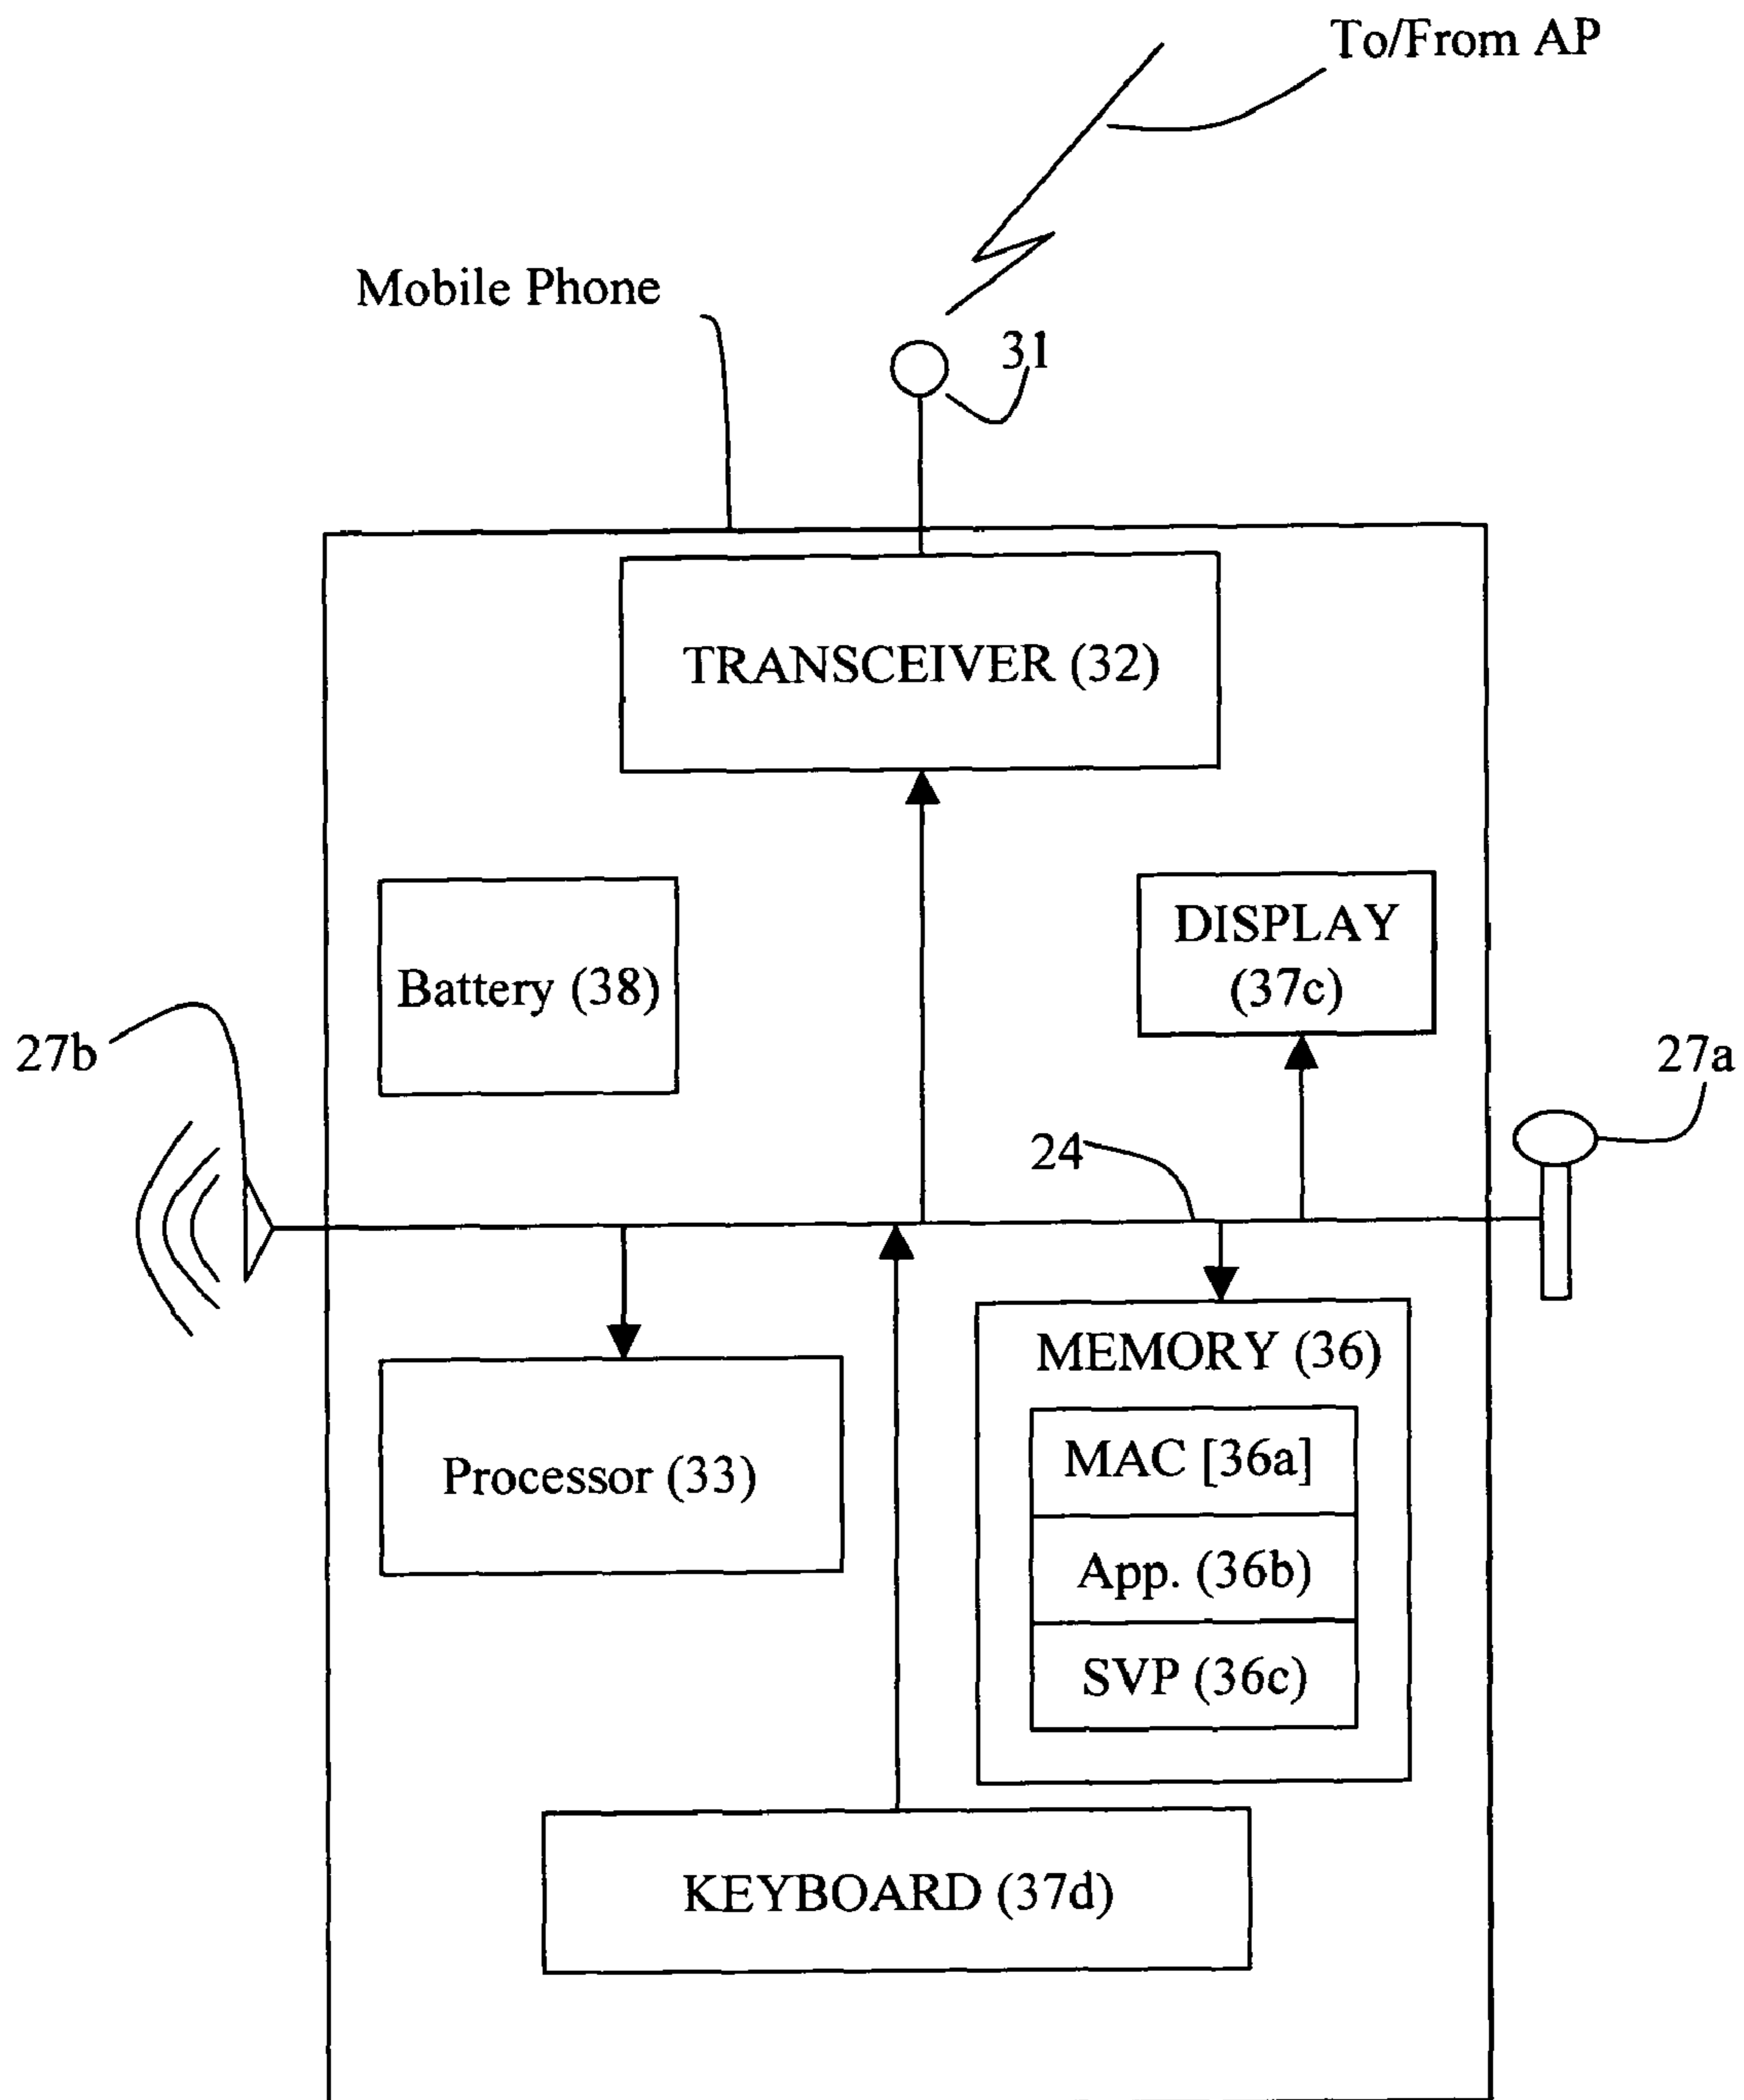 To/From AP
Mobile Phone
31
TRANSCEIVER (32)
Battery (38)
DISPLAY
(37c)
27b
27a
24
MEMORY (36)
MAC [36a]
Processor (33)
App. (36b)
SVP (36c)
KEYBOARD (37d)